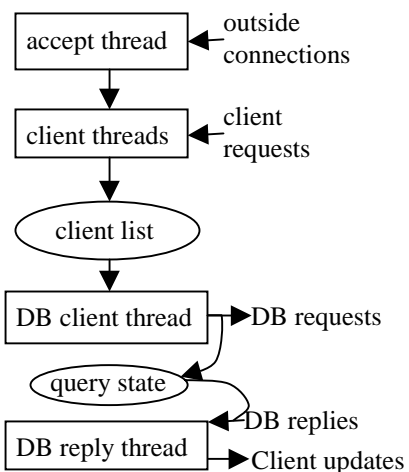 accept thread
outside
connections
client threads
client
requests
client list
DB client thread
DB requests
query state
DB replies
DB reply thread
Client updates